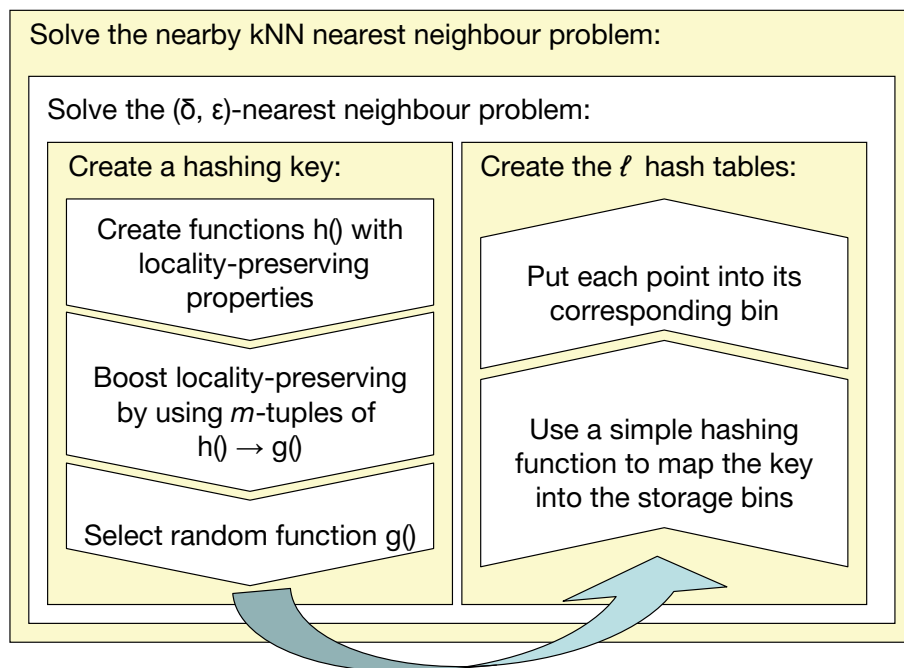 Solve the nearby kNN nearest neighbour problem:
Solve the (δ, ε)-nearest neighbour problem:
Create a hashing key:
Create functions h() with
locality-preserving
properties
Boost locality-preserving
by using m-tuples of
h() → g()
Select random function g()
Create the ℓ hash tables:
Put each point into its
corresponding bin
Use a simple hashing
function to map the key
into the storage bins